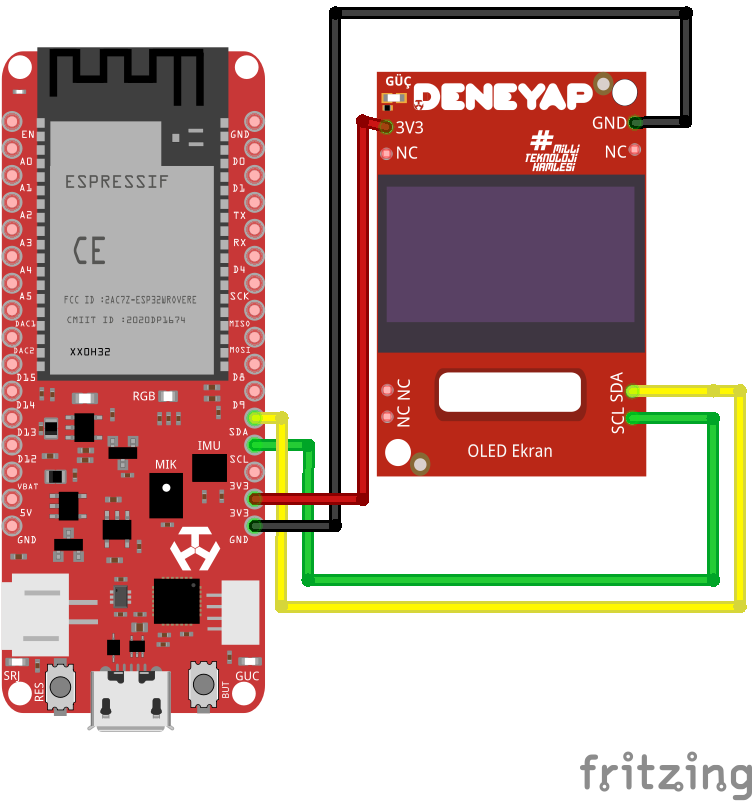 GÜÇ
DENEYAP
3V3
GND
NC
NC
#MİLLİ
TEKNOLOJİ
HAMLESİ
EN
A0
A1
A2
A3
A4
A5
DAC1
DAC2
D15
D14
D13
D12
VBAT
5V
GND
ESPRESSIF
CE
FCC ID :2AC7Z-ESP32WROVERE
CMIIT ID :2020DP1674
XX0H32
GND
D0
D1
TX
RX
D4
SCK
MISO
MOSI
D8
D9
SDA
SCL
3V3
3V3
GND
RGB
IMU
MIK
NC NC
SCL SDA
OLED Ekran
SRJ
RES
BUT
GUC
fritzing